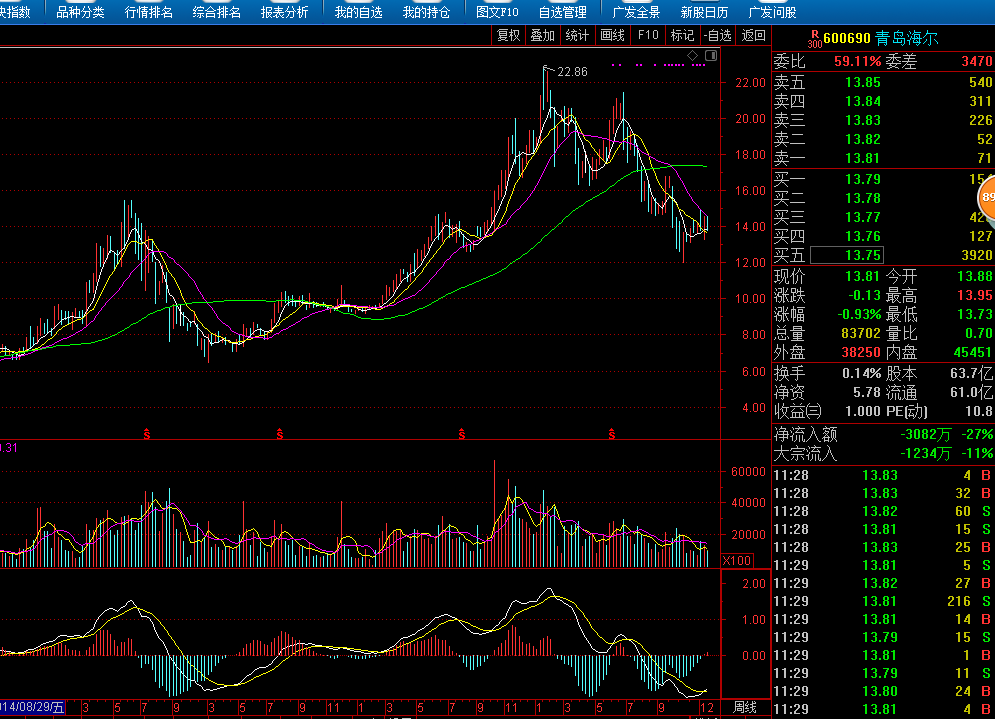 块指数 品种分类 行情排名 综合排名 报表分析 我的自选 我的持仓 图文F10 自选管理 广发全景 新股日历 广发问股
复权 叠加 统计 画线 F10 标记 -自选 返回
R 300 600690 青岛海尔
委比 59.11% 委差 3470
卖五 13.85 540
卖四 13.84 311
卖三 13.83 226
卖二 13.82 52
卖一 13.81 71
买一 13.79
买二 13.78
买三 13.77
买四 13.76 127
买五 13.75 3920
89
现价 13.81 今开 13.88
涨跌 -0.13 最高 13.95
涨幅 -0.93% 最低 13.73
总量 83702 量比 0.70
外盘 38250 内盘 45451
换手 0.14% 股本 63.7亿
净资 5.78 流通 61.0亿
收益㈢ 1.000 PE(动) 10.8
净流入额 -3082万 -27%
大宗流入 -1234万 -11%
11:28 13.83 4 B
11:28 13.83 32 B
11:28 13.82 60 S
11:28 13.81 15 S
11:28 13.83 25 B
11:29 13.81 5 S
11:29 13.82 27 B
11:29 13.81 216 S
11:29 13.81 14 B
11:29 13.79 15 S
11:29 13.81 1 B
11:29 13.79 11 S
11:29 13.80 24 B
11:29 13.81 4 B
22.86
22.00
20.00
18.00
16.00
14.00
12.00
10.00
8.00
6.00
4.00
S S S S
.31
60000
40000
20000
X100
2.00
1.00
0.00
014/08/29/五 3 5 7 9 3 5 7 9 11 1 3 5 7 9 11 1 3 5 7 9 12 周线